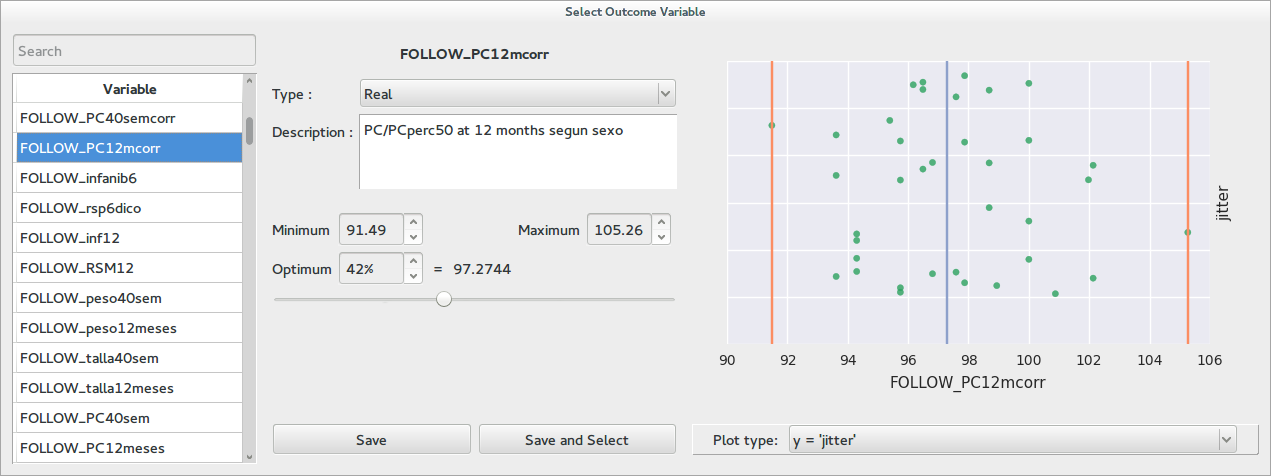 Select Outcome Variable
Search
Variable
FOLLOW_PC40semcorr
FOLLOW_PC12mcorr
FOLLOW_infanib6
FOLLOW_rsp6dico
FOLLOW_inf12
FOLLOW_RSM12
FOLLOW_peso40sem
FOLLOW_peso12meses
FOLLOW_talla40sem
FOLLOW_talla12meses
FOLLOW_PC40sem
FOLLOW_PC12meses
FOLLOW_PC12mcorr
Type : Real
Description : PC/PCperc50 at 12 months segun sexo
Minimum 91.49 Maximum 105.26
Optimum 42% = 97.2744
Save Save and Select
jitter
90 92 94 96 98 100 102 104 106
FOLLOW_PC12mcorr
Plot type: y = 'jitter'